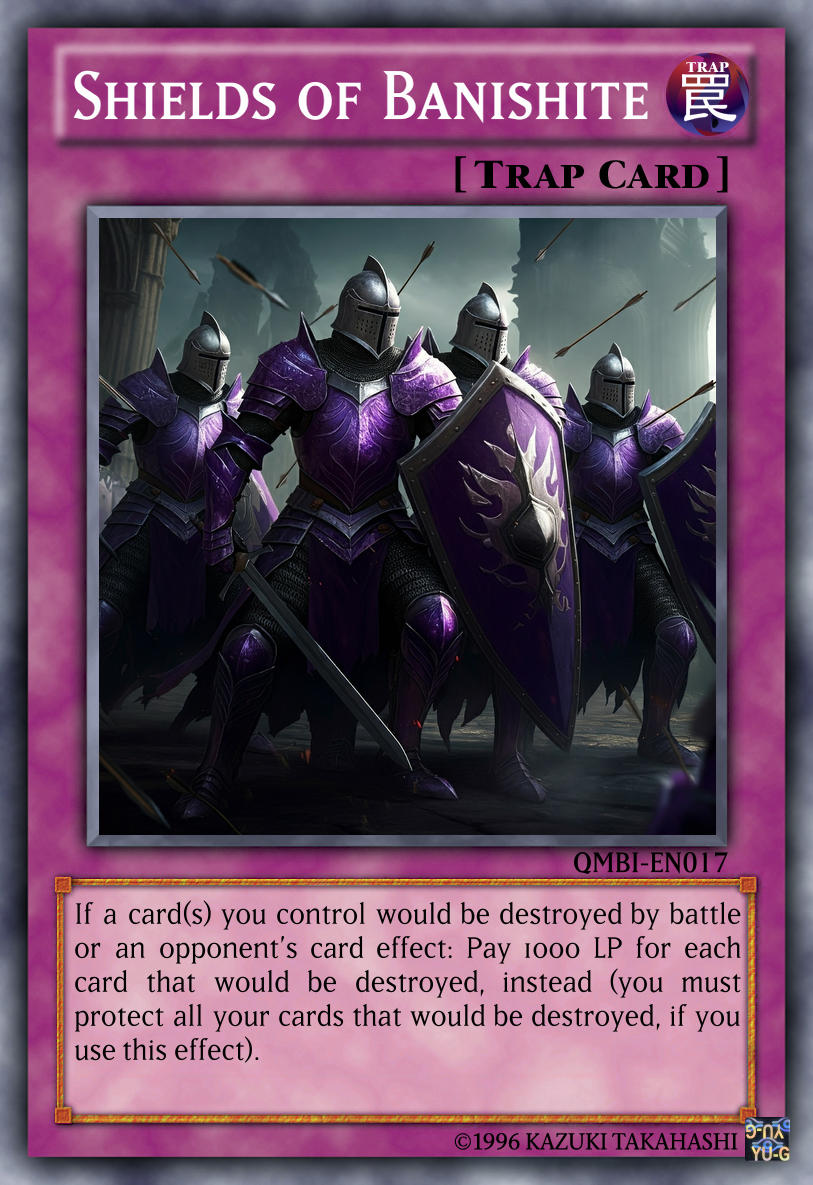 Shields of Banishite
TRAP
罠
[Trap Card]
QMBI-EN017
If a card(s) you control would be destroyed by battle
or an opponent's card effect: Pay 1000 LP for each
card that would be destroyed, instead (you must
protect all your cards that would be destroyed, if you
use this effect).
©1996 KAZUKI TAKAHASHI
YU-G
YU-G